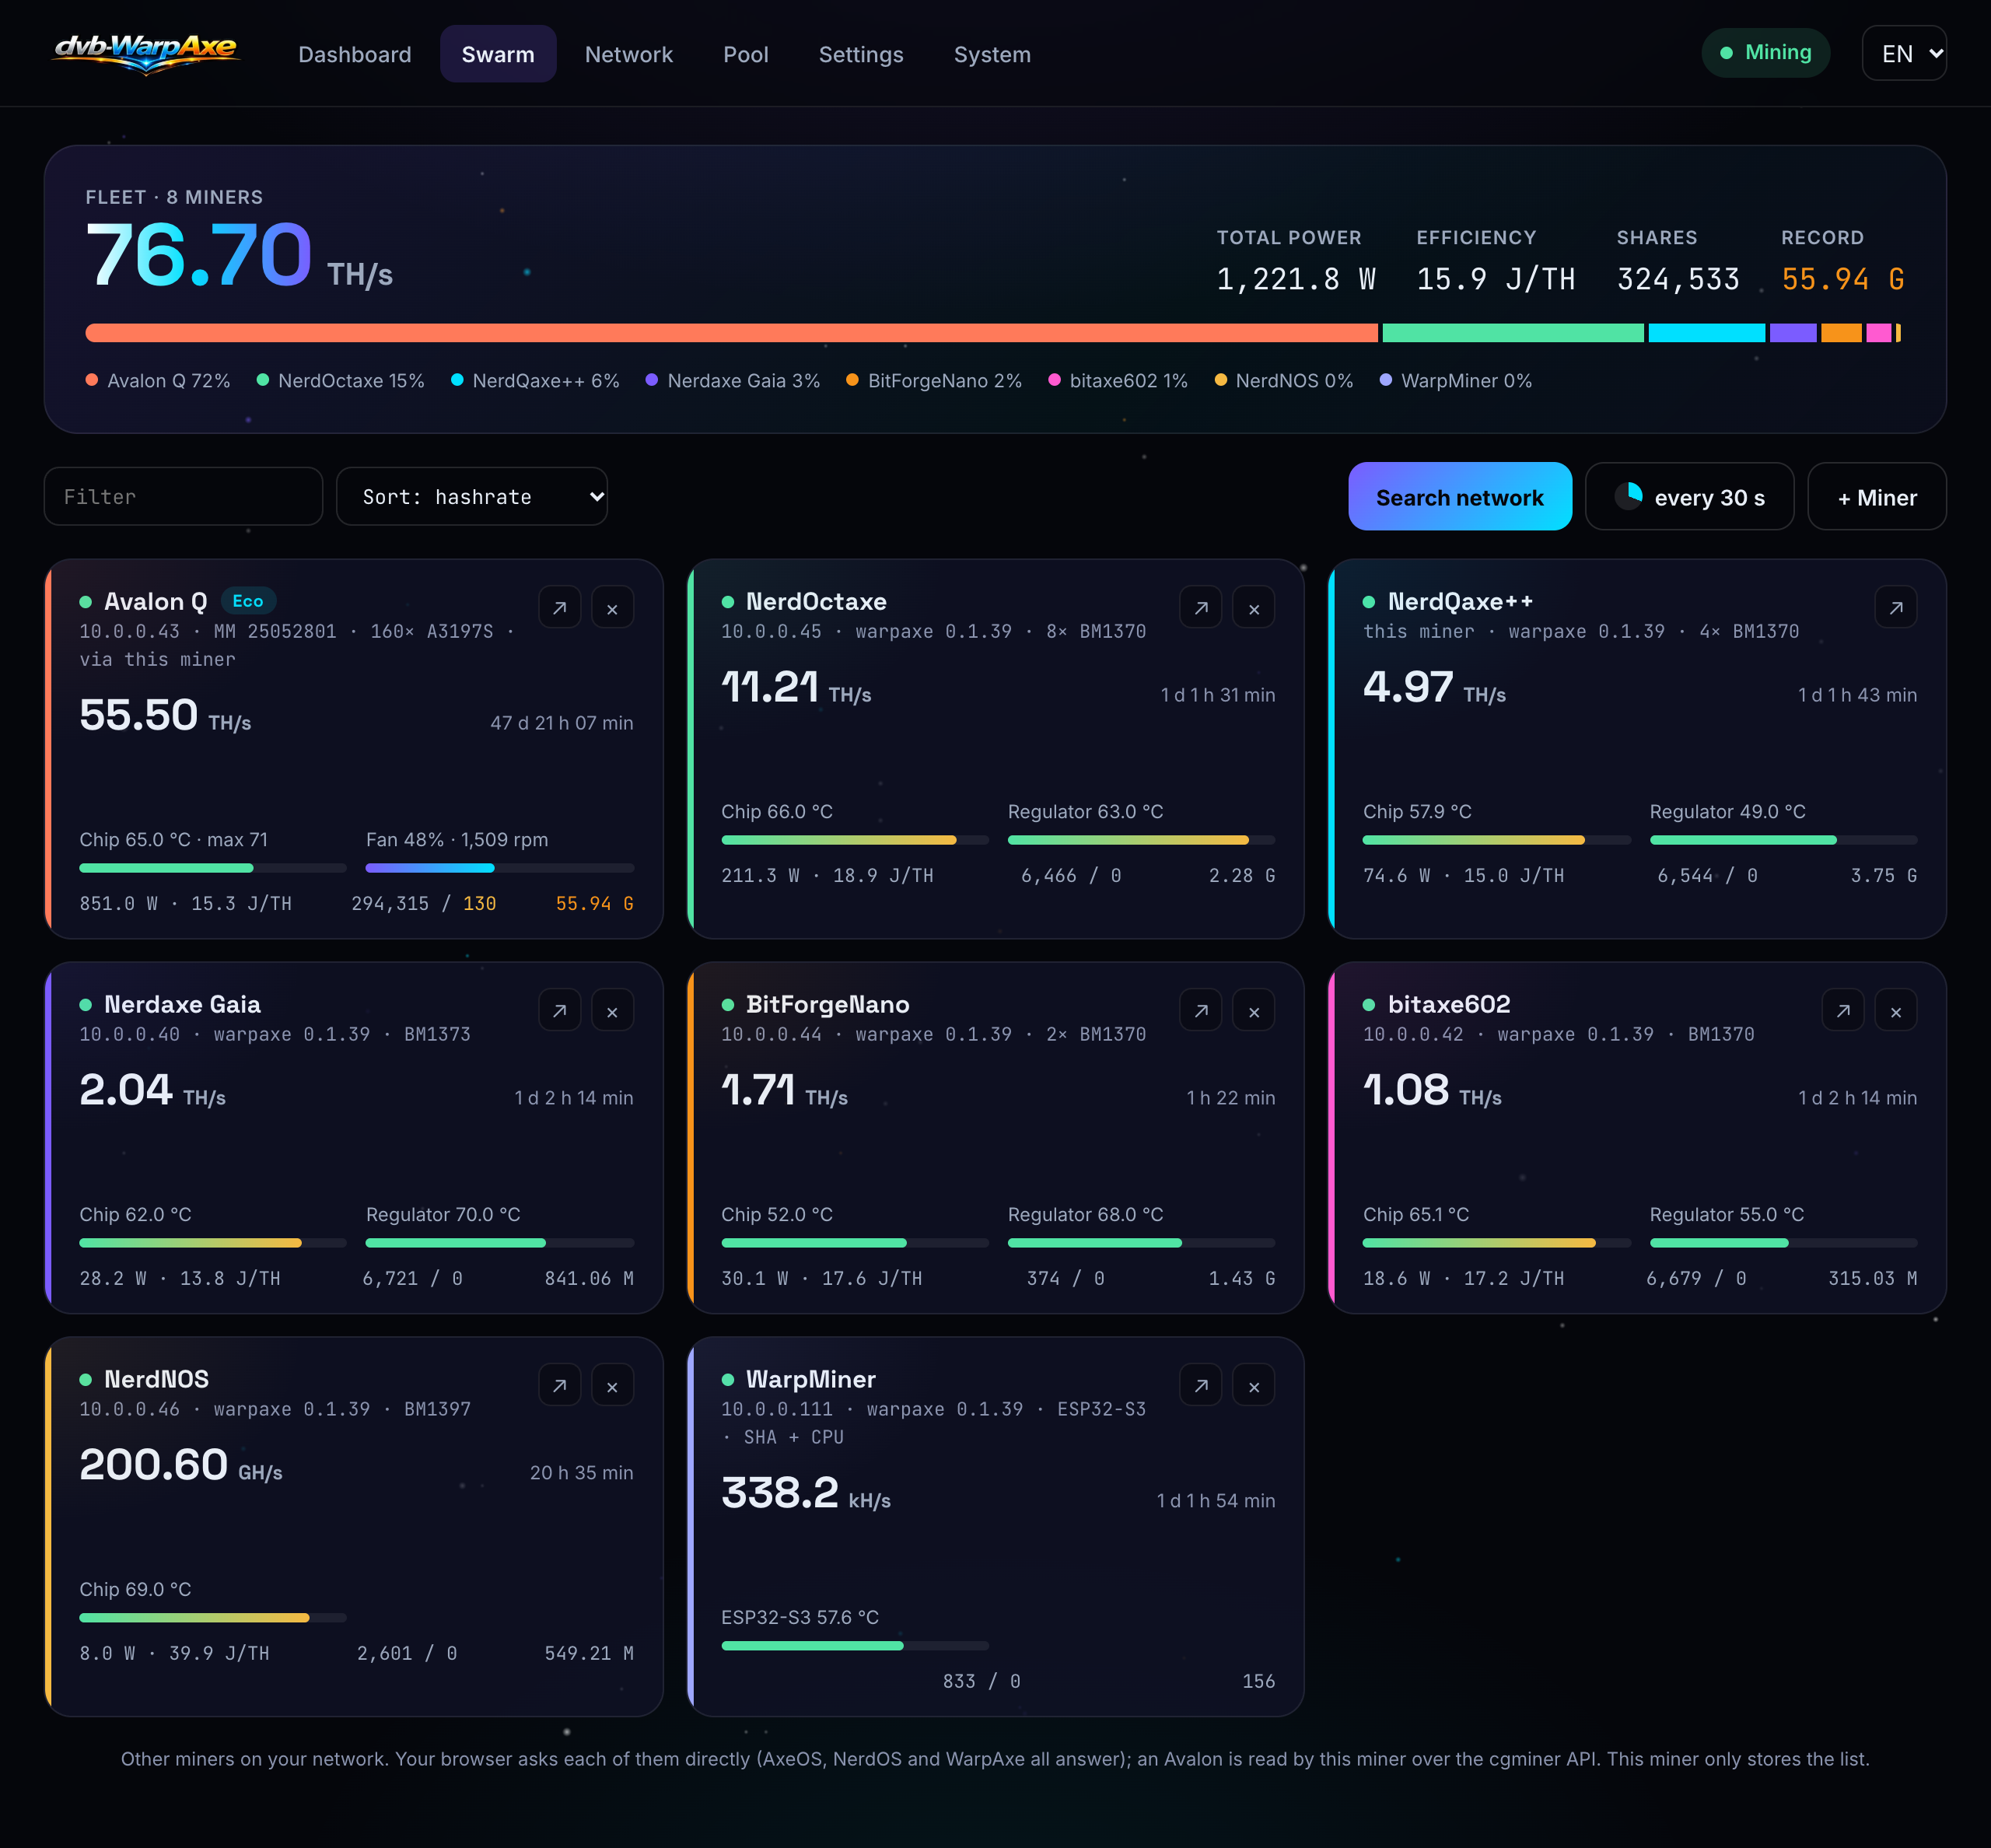 dvb-WarpAxe
Dashboard Swarm Network Pool Settings System
Mining
EN
FLEET · 8 MINERS
76.70 TH/s
TOTAL POWER EFFICIENCY SHARES RECORD
1,221.8 W 15.9 J/TH 324,533 55.94 G
Avalon Q 72% NerdOctaxe 15% NerdQaxe++ 6% Nerdaxe Gaia 3% BitForgeNano 2% bitaxe602 1% NerdNOS 0% WarpMiner 0%
Filter
Sort: hashrate
Search network
every 30 s
+ Miner
Avalon Q Eco
10.0.0.43 · MM 25052801 · 160× A3197S ·
via this miner
55.50 TH/s 47 d 21 h 07 min
Chip 65.0 °C · max 71 Fan 48% · 1,509 rpm
851.0 W · 15.3 J/TH 294,315 / 130 55.94 G
NerdOctaxe
10.0.0.45 · warpaxe 0.1.39 · 8× BM1370
11.21 TH/s 1 d 1 h 31 min
Chip 66.0 °C Regulator 63.0 °C
211.3 W · 18.9 J/TH 6,466 / 0 2.28 G
NerdQaxe++
this miner · warpaxe 0.1.39 · 4× BM1370
4.97 TH/s 1 d 1 h 43 min
Chip 57.9 °C Regulator 49.0 °C
74.6 W · 15.0 J/TH 6,544 / 0 3.75 G
Nerdaxe Gaia
10.0.0.40 · warpaxe 0.1.39 · BM1373
2.04 TH/s 1 d 2 h 14 min
Chip 62.0 °C Regulator 70.0 °C
28.2 W · 13.8 J/TH 6,721 / 0 841.06 M
BitForgeNano
10.0.0.44 · warpaxe 0.1.39 · 2× BM1370
1.71 TH/s 1 h 22 min
Chip 52.0 °C Regulator 68.0 °C
30.1 W · 17.6 J/TH 374 / 0 1.43 G
bitaxe602
10.0.0.42 · warpaxe 0.1.39 · BM1370
1.08 TH/s 1 d 2 h 14 min
Chip 65.1 °C Regulator 55.0 °C
18.6 W · 17.2 J/TH 6,679 / 0 315.03 M
NerdNOS
10.0.0.46 · warpaxe 0.1.39 · BM1397
200.60 GH/s 20 h 35 min
Chip 69.0 °C
8.0 W · 39.9 J/TH 2,601 / 0 549.21 M
WarpMiner
10.0.0.111 · warpaxe 0.1.39 · ESP32-S3
· SHA + CPU
338.2 kH/s 1 d 1 h 54 min
ESP32-S3 57.6 °C
833 / 0 156
Other miners on your network. Your browser asks each of them directly (AxeOS, NerdOS and WarpAxe all answer); an Avalon is read by this miner over the cgminer API. This miner only stores the list.